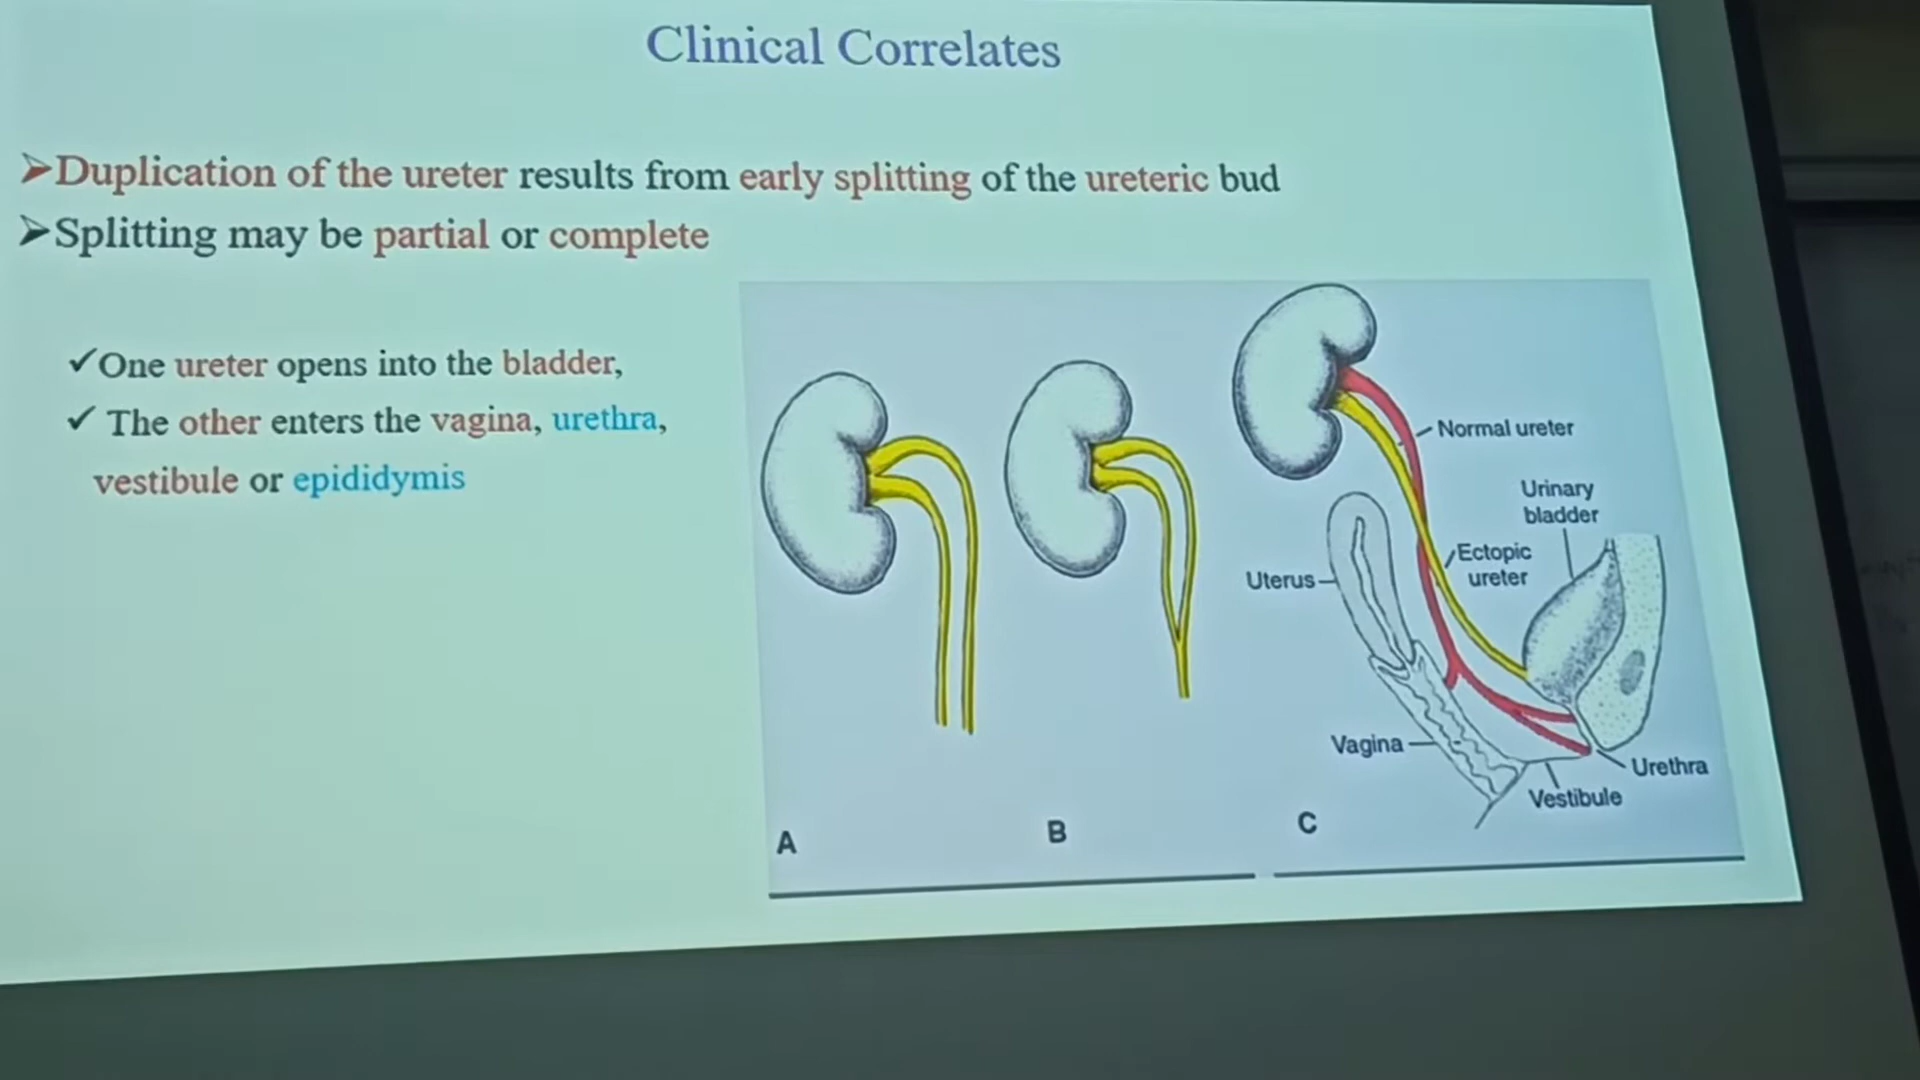 Clinical Correlates
➢Duplication of the ureter results from early splitting of the ureteric bud
➢Splitting may be partial or complete
✓One ureter opens into the bladder,
✓ The other enters the vagina, urethra,
vestibule or epididymis
Normal ureter
Urinary
bladder
Ectopic
ureter
Uterus
Vagina
Urethra
Vestibule
A
B
C